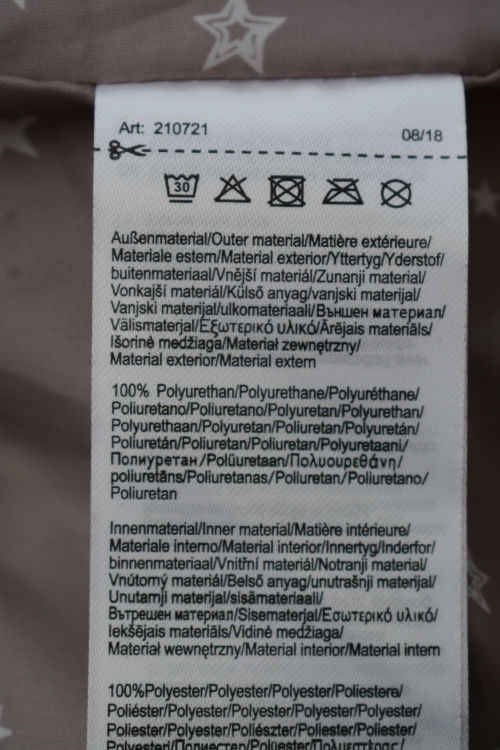 Art: 210721
08/18
30
Außenmaterial/Outer material/Matière extérieure/
Materiale estern/Material exterior/Yttertyg/Yderstof/
buitenmateriaal/Vnější materiál/Zunanji material/
Vonkajší materiál/Külső anyag/vanjski materijal/
Vanjski materijal/ulkomateriaali/Външен материал/
Välismaterjal/Εξωτερικό υλικό/Ārējais materiāls/
Išorinė medžiaga/Materiał zewnętrzny/
Material exterior/Material extern
100% Polyurethan/Polyurethane/Polyuréthane/
Poliuretano/Poliuretano/Polyuretan/Polyurethan/
Polyurethaan/Polyuretan/Poliuretan/Polyuretán/
Poliuretán/Poliuretan/Poliuretan/Polyuretaani/
Полиуретан/Polüuretaan/Πολυουρεθάνη/
poliuretāns/Poliuretanas/Poliuretan/Poliuretano/
Poliuretan
Innenmaterial/Inner material/Matière intérieure/
Materiale interno/Material interior/Innertyg/Inderfor/
binnenmateriaal/Vnitřní materiál/Notranji material/
Vnútorný materiál/Belső anyag/unutrašnji materijal/
Unutarnji materijal/sisämateriaali/
Вътрешен материал/Sisematerjal/Εσωτερικό υλικό/
Iekšējais materiāls/Vidinė medžiaga/
Materiał wewnętrzny/Material interior/Material intern
100%Polyester/Polyester/Polyester/Poliestere/
Poliéster/Polyester/Polyester/Polyester/Polyester/
Poliester/Polyester/Poliészter/Poliester/Poliester/
Polyesteri/Полиестер/Polüester/Πολυεστέρας/